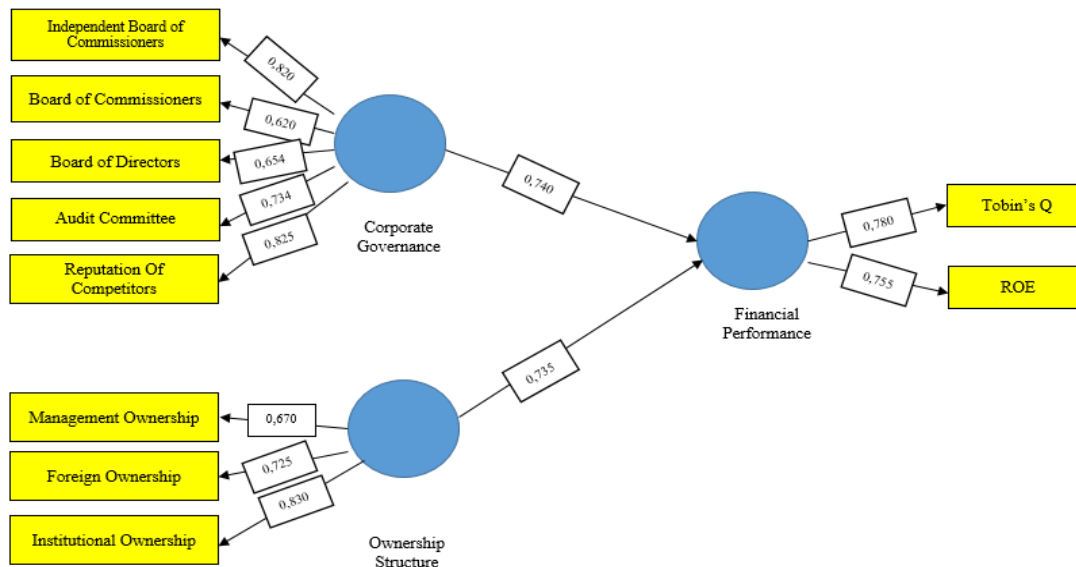 Independent Board of
Commissioners
0,820
Board of Commissioners
0,620
Board of Directors
0,654
Audit Committee
0,734
Reputation Of
Competitors
0,825
Corporate
Governance
0,740
Tobin's Q
0,780
ROE
0,755
Financial
Performance
0,735
Management Ownership
0,670
Foreign Ownership
0,725
Institutional Ownership
0,830
Ownership
Structure